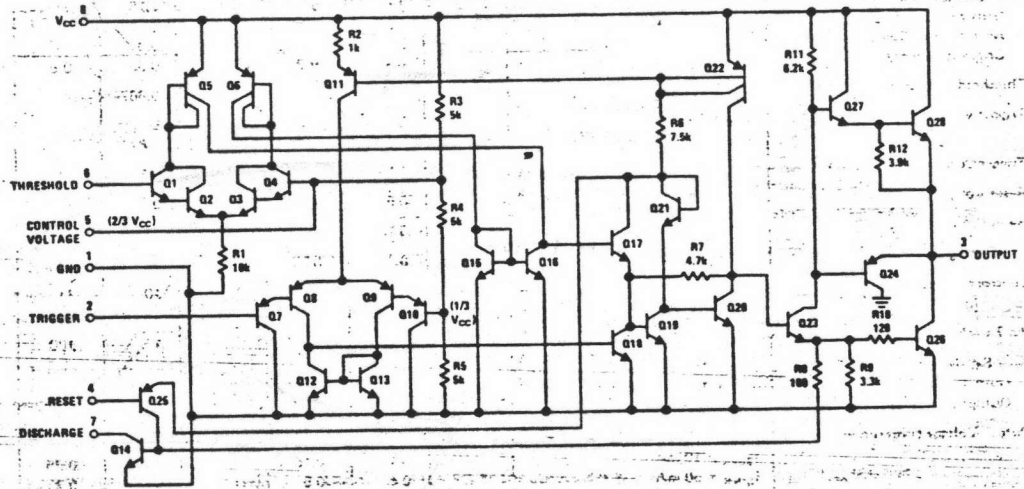 8
VCC
R2
1k
R11
6.2k
Q5
Q6
Q11
Q22
R3
5k
Q27
Q28
R6
7.5k
R12
3.9k
6
THRESHOLD
Q1
Q2
Q3
Q4
5
(2/3 VCC)
CONTROL
VOLTAGE
R4
5k
Q21
1
GND
R1
10k
Q15
Q16
Q17
R7
4.7k
3
OUTPUT
Q24
2
TRIGGER
Q7
Q8
Q9
Q10
(1/3
VCC)
Q18
Q19
Q20
Q23
R10
120
Q26
R5
5k
Q12
Q13
R8
100
R9
3.3k
4
RESET
Q25
7
DISCHARGE
Q14